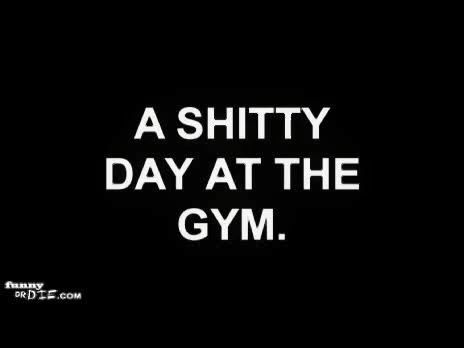 A SHITTY
DAY AT THE
GYM.
funny
OR DIE.COM